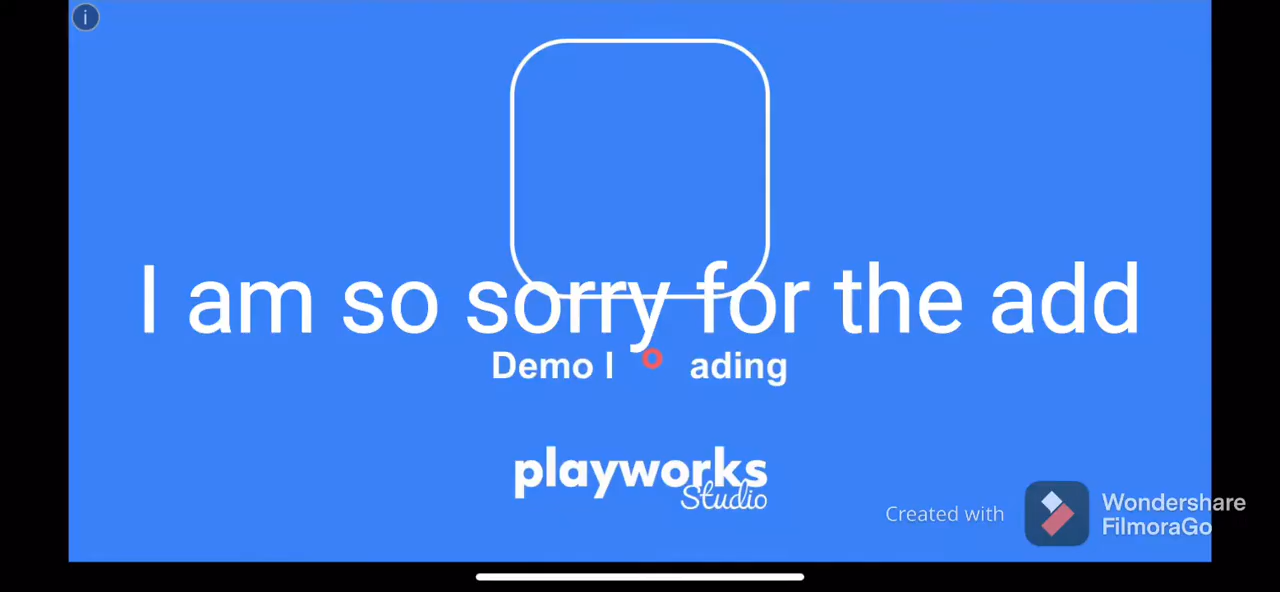 i
I am so sorry for the add
Demo l ading
playworks
Studio
Created with
Wondershare
FilmoraGo